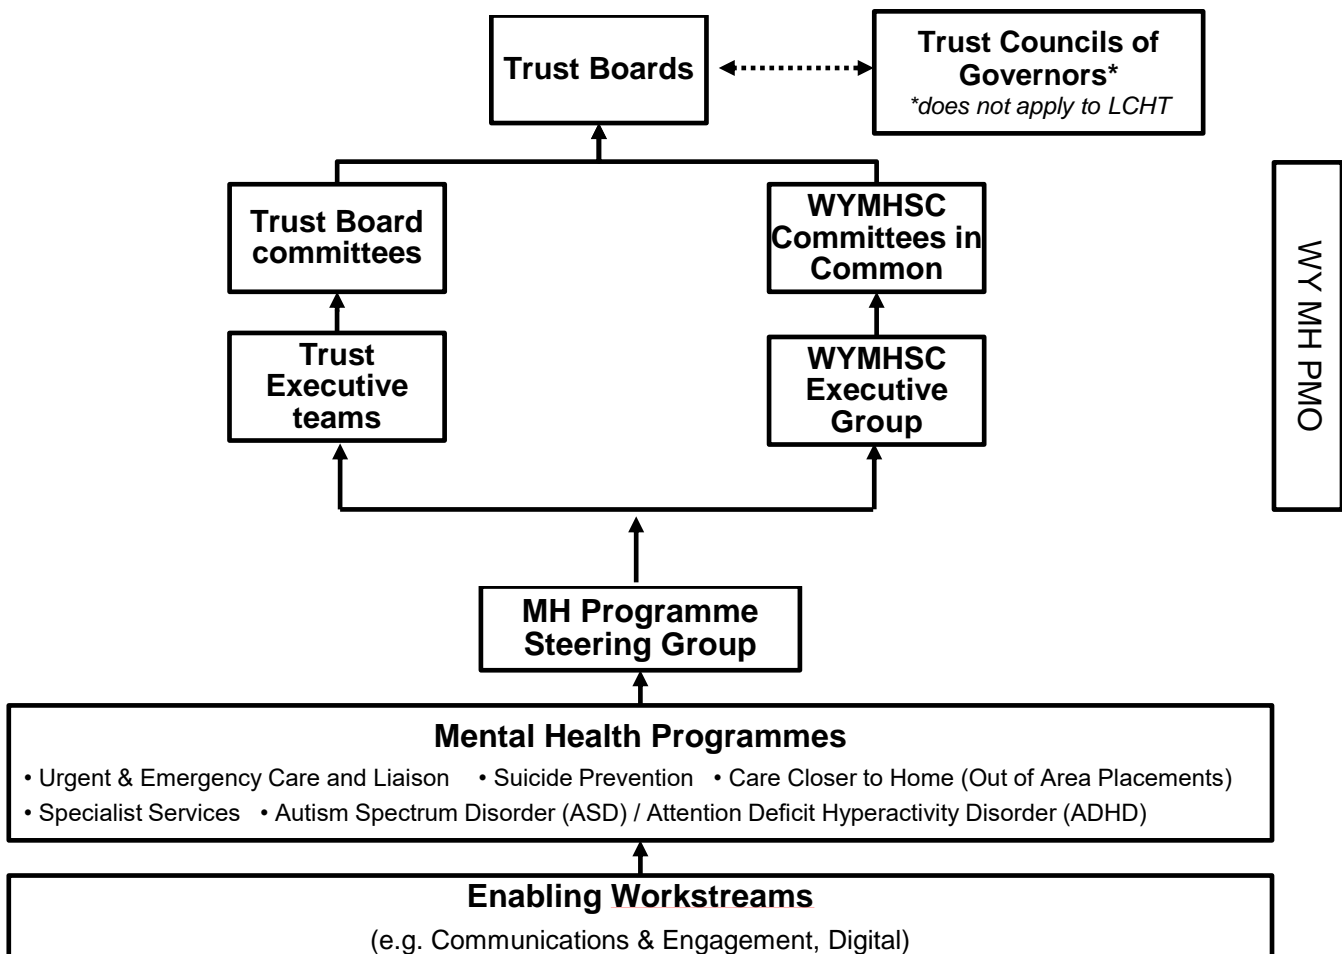 Trust Boards
Trust Councils of
Governors*
*does not apply to LCHT
Trust Board
committees
WYMHSC
Committees in
Common
Trust
Executive
teams
WYMHSC
Executive
Group
WY MH PMO
MH Programme
Steering Group
Mental Health Programmes
• Urgent & Emergency Care and Liaison • Suicide Prevention • Care Closer to Home (Out of Area Placements)
• Specialist Services • Autism Spectrum Disorder (ASD) / Attention Deficit Hyperactivity Disorder (ADHD)
Enabling Workstreams
(e.g. Communications & Engagement, Digital)